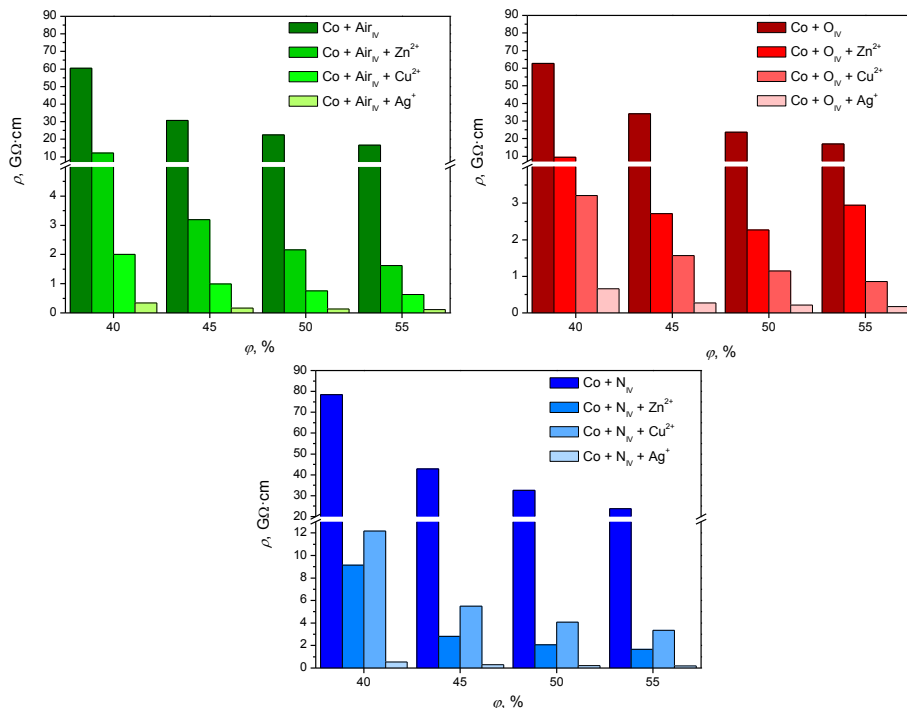 90
80
70
60
50
40
30
20
10
4
3
2
1
0
ρ, GΩ·cm
Co + Air_IV
Co + Air_IV + Zn²⁺
Co + Air_IV + Cu²⁺
Co + Air_IV + Ag⁺
40 45 50 55
φ, %
90
80
70
60
50
40
30
20
10
3
2
1
0
ρ, GΩ·cm
Co + O_IV
Co + O_IV + Zn²⁺
Co + O_IV + Cu²⁺
Co + O_IV + Ag⁺
40 45 50 55
φ, %
90
80
70
60
50
40
30
20
12
10
8
6
4
2
0
ρ, GΩ·cm
Co + N_IV
Co + N_IV + Zn²⁺
Co + N_IV + Cu²⁺
Co + N_IV + Ag⁺
40 45 50 55
φ, %